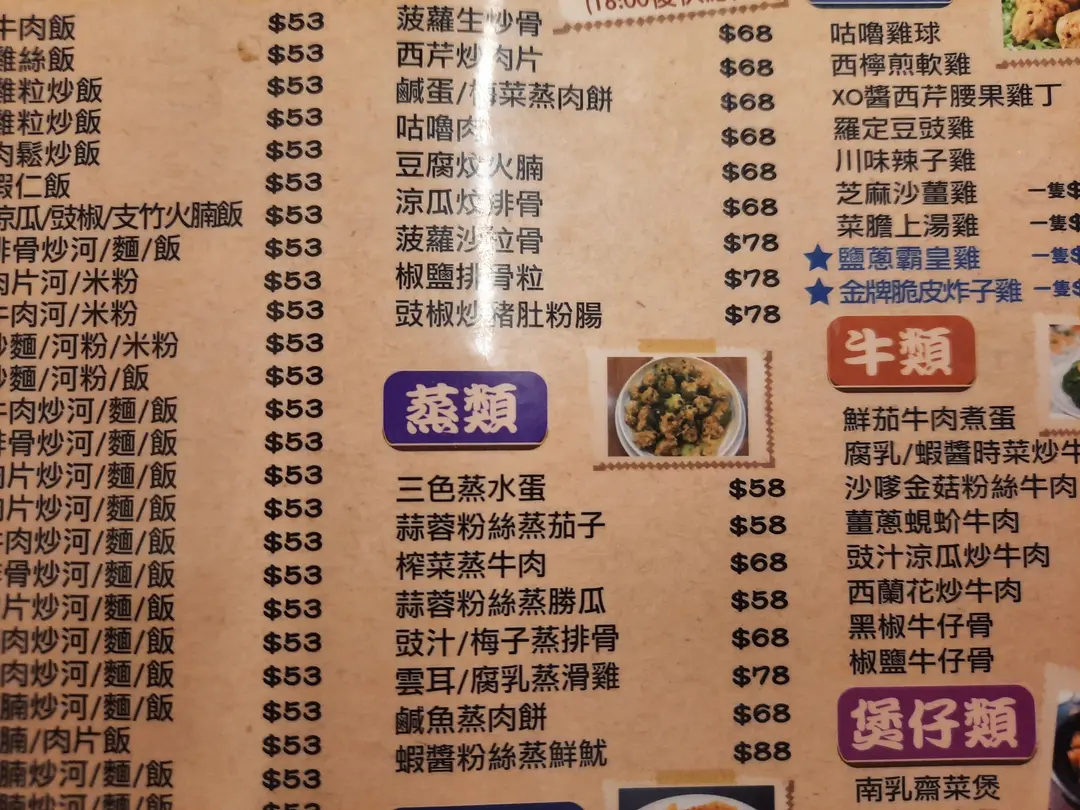 牛肉飯 $53
雞絲飯 $53
雞粒炒飯 $53
雞粒炒飯 $53
肉鬆炒飯 $53
蝦仁飯 $53
涼瓜/豉椒/支竹火腩飯 $53
排骨炒河/麵/飯 $53
肉片河/米粉 $53
牛肉河/米粉 $53
炒麵/河粉/米粉 $53
炒麵/河粉/飯 $53
牛肉炒河/麵/飯 $53
排骨炒河/麵/飯 $53
肉片炒河/麵/飯 $53
肉片炒河/麵/飯 $53
牛肉炒河/麵/飯 $53
排骨炒河/麵/飯 $53
片炒河/麵/飯 $53
肉炒河/麵/飯 $53
肉炒河/麵/飯 $53
腩炒河/麵/飯 $53
腩/肉片飯 $53
腩炒河/麵/飯 $53
腩炒河/麵/飯
菠蘿生炒骨 $68
西芹炒肉片 $68
鹹蛋/梅菜蒸肉餅 $68
咕嚕肉 $68
豆腐炆火腩 $68
涼瓜炆排骨 $68
菠蘿沙拉骨 $78
椒鹽排骨粒 $78
豉椒炒豬肚粉腸 $78
蒸類
三色蒸水蛋 $58
蒜蓉粉絲蒸茄子 $58
榨菜蒸牛肉 $68
蒜蓉粉絲蒸勝瓜 $58
豉汁/梅子蒸排骨 $68
雲耳/腐乳蒸滑雞 $78
鹹魚蒸肉餅 $68
蝦醬粉絲蒸鮮魷 $88
咕嚕雞球
西檸煎軟雞
XO醬西芹腰果雞丁
羅定豆豉雞
川味辣子雞
芝麻沙薑雞 一隻$
菜膽上湯雞 一隻$
★鹽蔥霸皇雞 一隻$
★金牌脆皮炸子雞 一隻$
牛類
鮮茄牛肉煮蛋
腐乳/蝦醬時菜炒牛
沙嗲金菇粉絲牛肉
薑蔥蜆蚧牛肉
豉汁涼瓜炒牛肉
西蘭花炒牛肉
黑椒牛仔骨
椒鹽牛仔骨
煲仔類
南乳齋菜煲